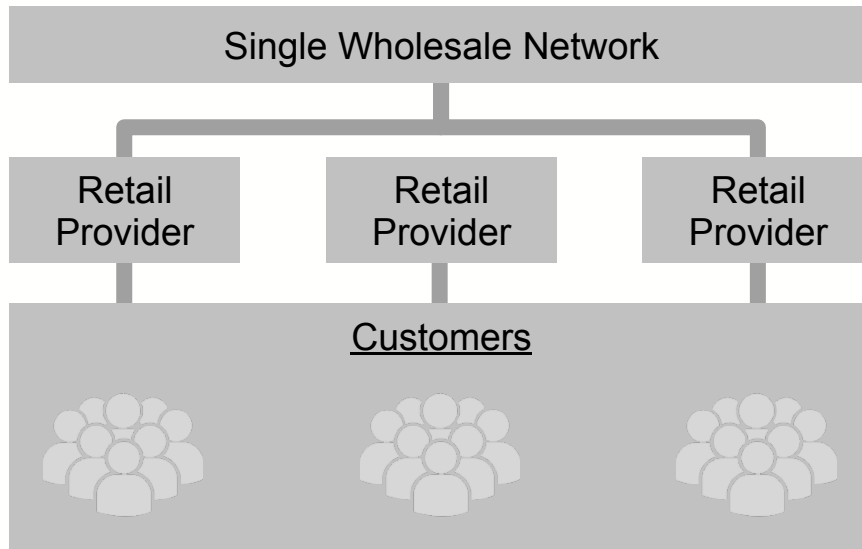 Single Wholesale Network
Retail
Provider
Retail
Provider
Retail
Provider
Customers